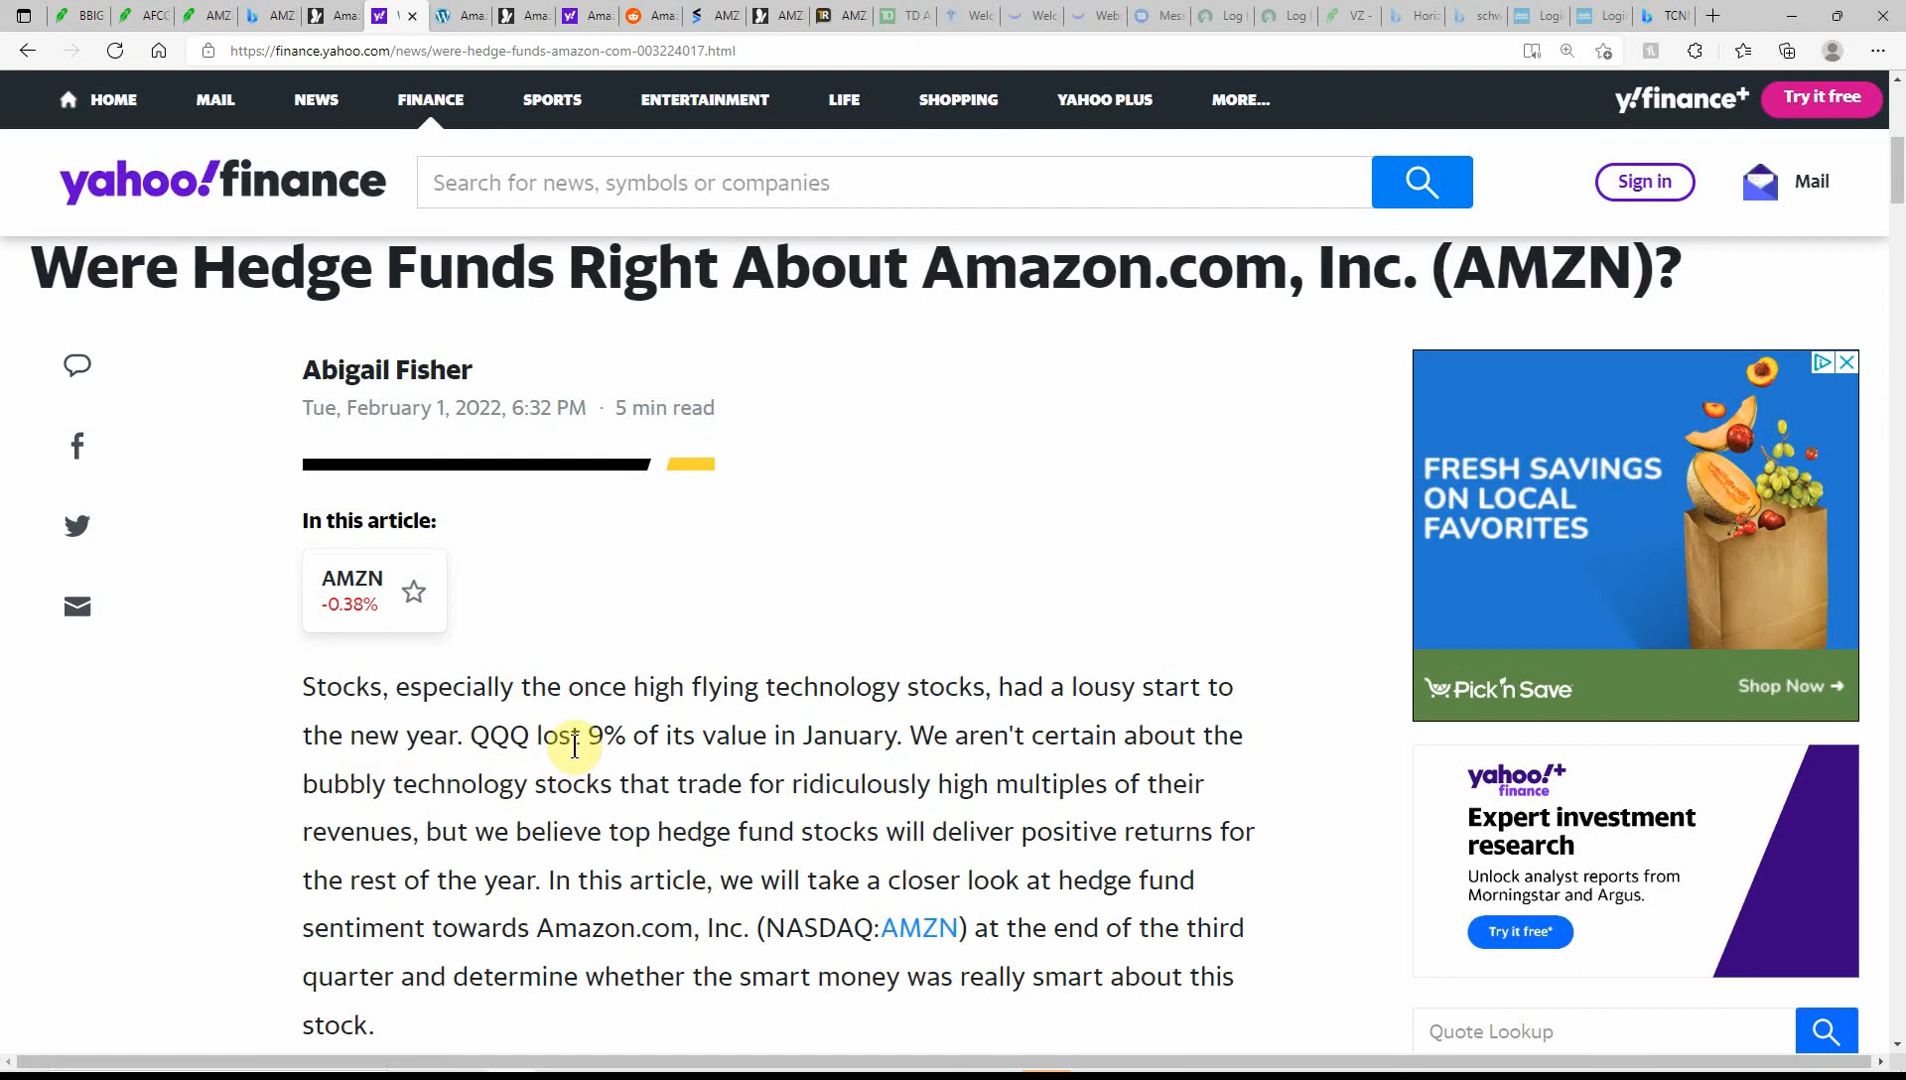 BBIG
AFCG
AMZ
AMZ
Ama
Y
Ama
Ama
Ama
Ama
AMZ
AMZ
AMZ
TD A
Welc
Welc
Web
Mess
Log I
Log I
VZ -
Horiz
schw
Login
Login
TCNN
https://finance.yahoo.com/news/were-hedge-funds-amazon-com-003224017.html
HOME MAIL NEWS FINANCE SPORTS ENTERTAINMENT LIFE SHOPPING YAHOO PLUS MORE... y!finance+ Try it free
yahoo!finance Search for news, symbols or companies Sign in Mail
Were Hedge Funds Right About Amazon.com, Inc. (AMZN)?
Abigail Fisher
Tue, February 1, 2022, 6:32 PM · 5 min read
In this article:
AMZN
-0.38%
Stocks, especially the once high flying technology stocks, had a lousy start to
the new year. QQQ lost 9% of its value in January. We aren't certain about the
bubbly technology stocks that trade for ridiculously high multiples of their
revenues, but we believe top hedge fund stocks will deliver positive returns for
the rest of the year. In this article, we will take a closer look at hedge fund
sentiment towards Amazon.com, Inc. (NASDAQ:AMZN) at the end of the third
quarter and determine whether the smart money was really smart about this
stock.
FRESH SAVINGS
ON LOCAL
FAVORITES
Pick'n Save Shop Now →
yahoo!+
finance
Expert investment
research
Unlock analyst reports from
Morningstar and Argus.
Try it free*
Quote Lookup